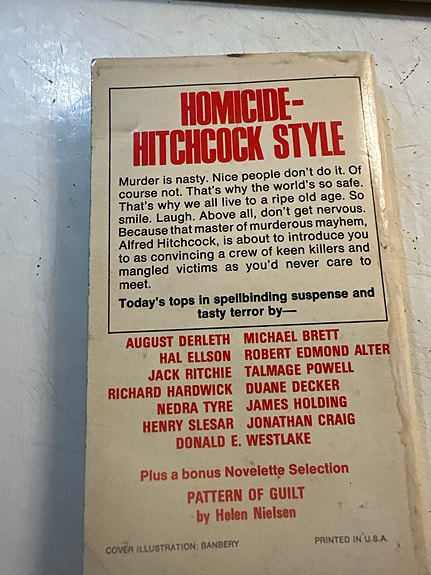 HOMICIDE-
HITCHCOCK STYLE
Murder is nasty. Nice people don't do it. Of
course not. That's why the world's so safe.
That's why we all live to a ripe old age. So
smile. Laugh. Above all, don't get nervous.
Because that master of murderous mayhem,
Alfred Hitchcock, is about to introduce you
to as convincing a crew of keen killers and
mangled victims as you'd never care to
meet.
Today's tops in spellbinding suspense and
tasty terror by—
AUGUST DERLETH MICHAEL BRETT
HAL ELLSON ROBERT EDMOND ALTER
JACK RITCHIE TALMAGE POWELL
RICHARD HARDWICK DUANE DECKER
NEDRA TYRE JAMES HOLDING
HENRY SLESAR JONATHAN CRAIG
DONALD E. WESTLAKE
Plus a bonus Novelette Selection
PATTERN OF GUILT
by Helen Nielsen
COVER ILLUSTRATION: BANBERY PRINTED IN U.S.A.